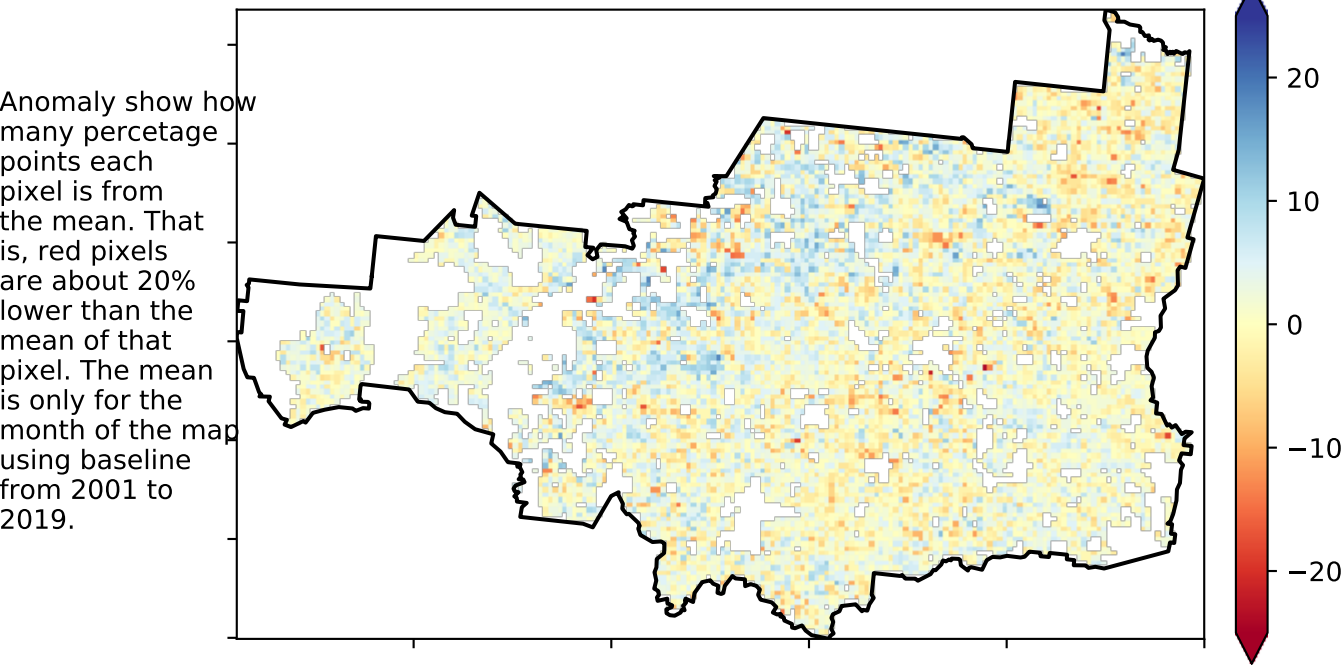 Anomaly show how
many percetage
points each
pixel is from
the mean. That
is, red pixels
are about 20%
lower than the
mean of that
pixel. The mean
is only for the
month of the map
using baseline
from 2001 to
2019.
20
10
0
−10
−20